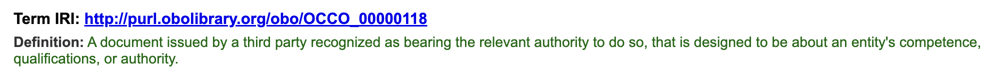 Term IRI: http://purl.obolibrary.org/obo/OCCO_00000118
Definition: A document issued by a third party recognized as bearing the relevant authority to do so, that is designed to be about an entity's competence,
qualifications, or authority.